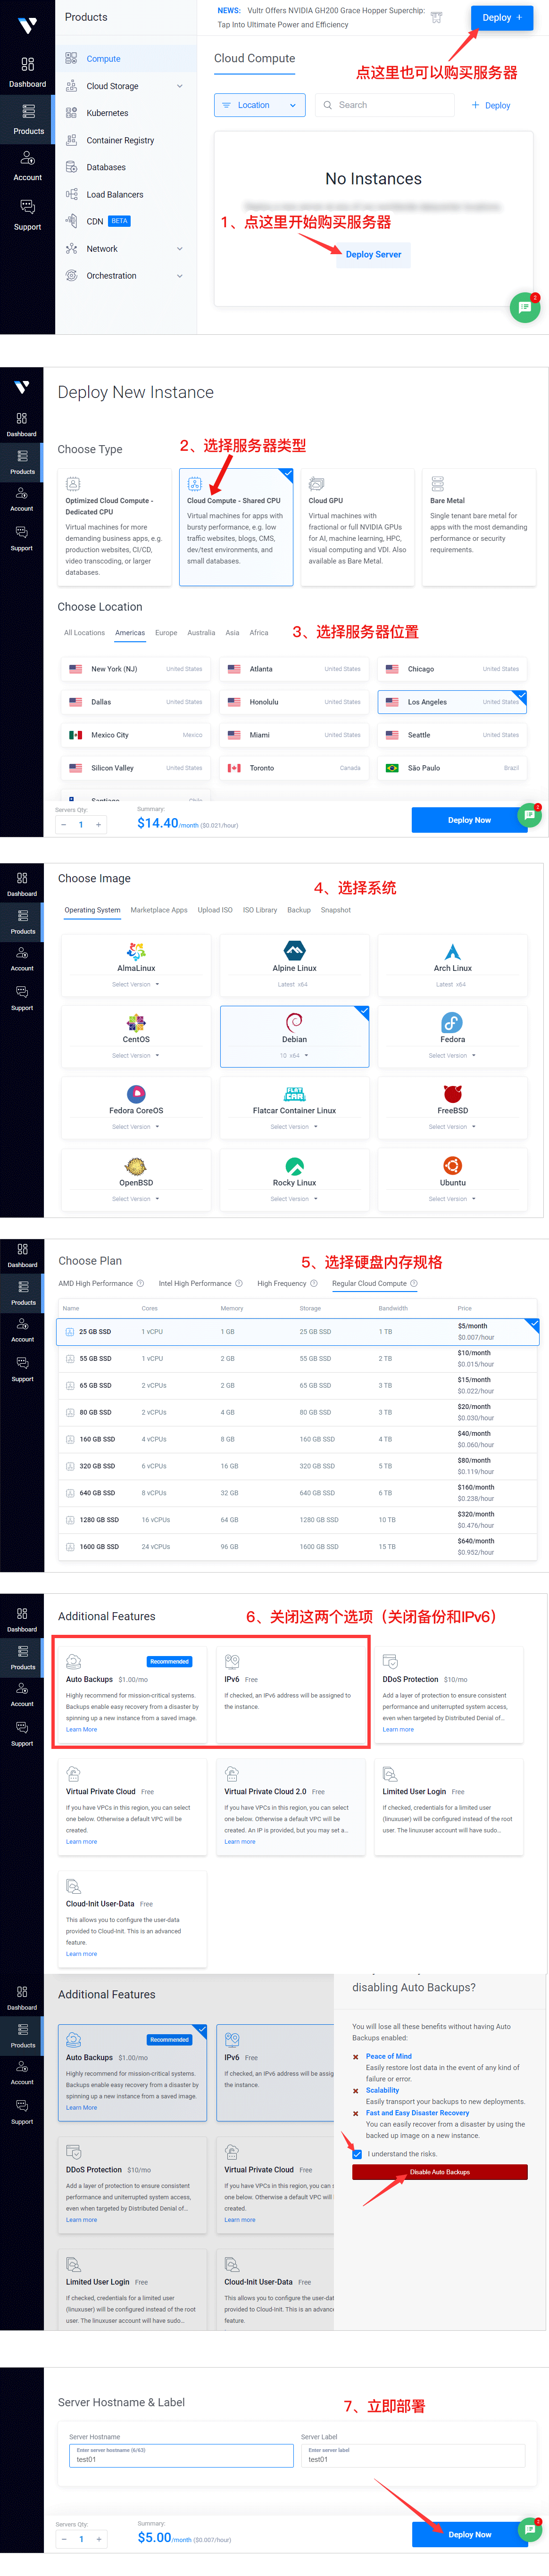 Products
NEWS: Vultr Offers NVIDIA GH200 Grace Hopper Superchip:
Tap Into Ultimate Power and Efficiency
Deploy +
点这里也可以购买服务器
Dashboard
Products
Account
Support
Compute
Cloud Storage
Kubernetes
Container Registry
Databases
Load Balancers
CDN BETA
Network
Orchestration
Cloud Compute
Location
Search
+ Deploy
No Instances
1、点这里开始购买服务器
Deploy Server
2
Dashboard
Products
Account
Support
Deploy New Instance
Choose Type
2、选择服务器类型
Optimized Cloud Compute -
Dedicated CPU
Virtual machines for more
demanding business apps, e.g.
production websites, CI/CD,
video transcoding, or larger
databases.
Cloud Compute - Shared CPU
Virtual machines for apps with
bursty performance, e.g. low
traffic websites, blogs, CMS,
dev/test environments, and
small databases.
Cloud GPU
Virtual machines with
fractional or full NVIDIA GPUs
for AI, machine learning, HPC,
visual computing and VDI. Also
available as Bare Metal.
Bare Metal
Single tenant bare metal for
apps with the most demanding
performance or security
requirements.
Choose Location
3、选择服务器位置
All Locations Americas Europe Australia Asia Africa
New York (NJ) United States
Atlanta United States
Chicago United States
Dallas United States
Honolulu United States
Los Angeles United States
Mexico City Mexico
Miami United States
Seattle United States
Silicon Valley United States
Toronto Canada
São Paulo Brazil
Santiago Chile
Servers Qty:
− 1 +
Summary:
$14.40/month ($0.021/hour)
Deploy Now
2
Dashboard
Products
Account
Support
Choose Image
4、选择系统
Operating System Marketplace Apps Upload ISO ISO Library Backup Snapshot
AlmaLinux
Select Version
Alpine Linux
Latest x64
Arch Linux
Latest x64
CentOS
Select Version
Debian
10 x64
Fedora
Select Version
Fedora CoreOS
Select Version
FLAT
CAR
Flatcar Container Linux
Select Version
FreeBSD
Select Version
OpenBSD
Select Version
Rocky Linux
Select Version
Ubuntu
Select Version
Dashboard
Products
Account
Support
Choose Plan
5、选择硬盘内存规格
AMD High Performance ? Intel High Performance ? High Frequency ? Regular Cloud Compute ?
Name Cores Memory Storage Bandwidth Price
25 GB SSD 1 vCPU 1 GB 25 GB SSD 1 TB $5/month
$0.007/hour
55 GB SSD 1 vCPU 2 GB 55 GB SSD 2 TB $10/month
$0.015/hour
65 GB SSD 2 vCPUs 2 GB 65 GB SSD 3 TB $15/month
$0.022/hour
80 GB SSD 2 vCPUs 4 GB 80 GB SSD 3 TB $20/month
$0.030/hour
160 GB SSD 4 vCPUs 8 GB 160 GB SSD 4 TB $40/month
$0.060/hour
320 GB SSD 6 vCPUs 16 GB 320 GB SSD 5 TB $80/month
$0.119/hour
640 GB SSD 8 vCPUs 32 GB 640 GB SSD 6 TB $160/month
$0.238/hour
1280 GB SSD 16 vCPUs 64 GB 1280 GB SSD 10 TB $320/month
$0.476/hour
1600 GB SSD 24 vCPUs 96 GB 1600 GB SSD 15 TB $640/month
$0.952/hour
Dashboard
Products
Account
Support
Additional Features
6、关闭这两个选项（关闭备份和IPv6）
Recommended
Auto Backups $1.00/mo
Highly recommend for mission-critical systems.
Backups enable easy recovery from a disaster by
spinning up a new instance from a saved image.
Learn More
IPv6 Free
If checked, an IPv6 address will be assigned to
the instance.
DDoS Protection $10/mo
Add a layer of protection to ensure consistent
performance and uninterrupted system access,
even when targeted by Distributed Denial of...
Learn more
Virtual Private Cloud Free
If you have VPCs in this region, you can select
one below. Otherwise a default VPC will be
created.
Learn more
Virtual Private Cloud 2.0 Free
If you have VPCs in this region, you can select
one below. Otherwise a default VPC will be
created. An IP is provided, but you may set a...
Learn more
Limited User Login Free
If checked, credentials for a limited user
(linuxuser) will be configured instead of the root
user. The linuxuser account will have sudo...
Learn more
Cloud-Init User-Data Free
This allows you to configure the user-data
provided to Cloud-Init. This is an advanced
feature.
Learn more
Dashboard
Products
Account
Support
Additional Features
Recommended
Auto Backups $1.00/mo
Highly recommend for mission-critical systems.
Backups enable easy recovery from a disaster by
spinning up a new instance from a saved image.
Learn More
IPv6 Free
If checked, an IPv6 address will be assig
the instance.
DDoS Protection $10/mo
Add a layer of protection to ensure consistent
performance and uninterrupted system access,
even when targeted by Distributed Denial of...
Learn more
Virtual Private Cloud Free
If you have VPCs in this region, you can s
one below. Otherwise a default VPC will b
created.
Learn more
Limited User Login Free
If checked, credentials for a limited user
(linuxuser) will be configured instead of the root
user. The linuxuser account will have sudo...
Cloud-Init User-Data Free
This allows you to configure the user-dat
provided to Cloud-Init. This is an advanc
feature.
disabling Auto Backups?
You will lose all these benefits without having Auto
Backups enabled:
Peace of Mind
Easily restore lost data in the event of any kind of
failure or error.
Scalability
Easily transport your backups to new deployments.
Fast and Easy Disaster Recovery
You can easily recover from a disaster by using the
backed up image on a new instance.
I understand the risks.
Disable Auto Backups
Server Hostname & Label
7、立即部署
Server Hostname
Enter server hostname (6/63)
test01
Server Label
Enter server label
test01
Servers Qty:
− 1 +
Summary:
$5.00/month ($0.007/hour)
Deploy Now
2